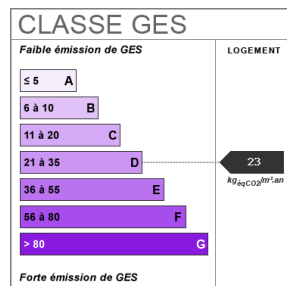 CLASSE GES
Faible émission de GES
LOGEMENT
≤ 5 A
6 à 10 B
11 à 20 C
21 à 35 D
23
kgéqCO2/m².an
36 à 55 E
56 à 80 F
> 80 G
Forte émission de GES